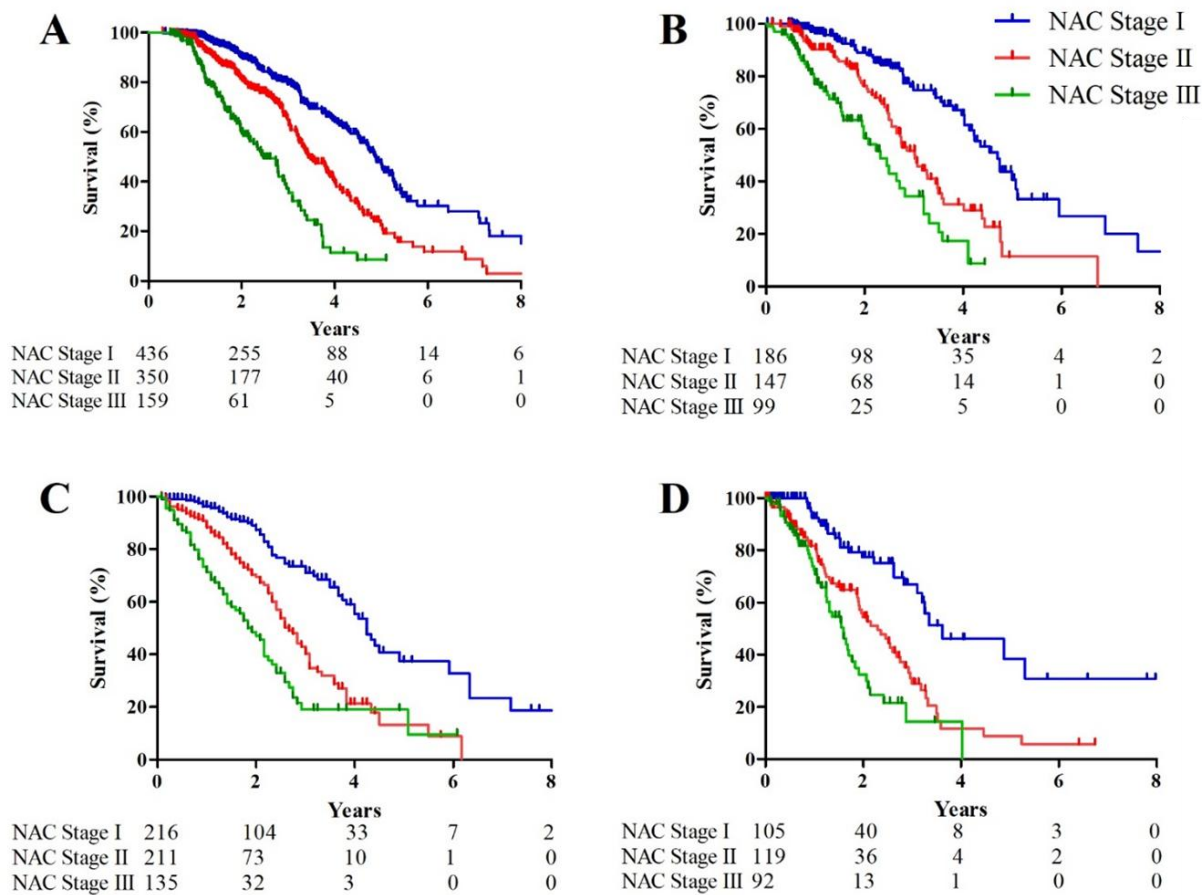 A
B
NAC Stage I
NAC Stage II
NAC Stage III
Survival (%)
100
80
60
40
20
0
0 2 4 6 8
Years
NAC Stage I 436 255 88 14 6
NAC Stage II 350 177 40 6 1
NAC Stage III 159 61 5 0 0
Survival (%)
100
80
60
40
20
0
0 2 4 6 8
Years
NAC Stage I 186 98 35 4 2
NAC Stage II 147 68 14 1 0
NAC Stage III 99 25 5 0 0
C
Survival (%)
100
80
60
40
20
0
0 2 4 6 8
Years
NAC Stage I 216 104 33 7 2
NAC Stage II 211 73 10 1 0
NAC Stage III 135 32 3 0 0
D
Survival (%)
100
80
60
40
20
0
0 2 4 6 8
Years
NAC Stage I 105 40 8 3 0
NAC Stage II 119 36 4 2 0
NAC Stage III 92 13 1 0 0